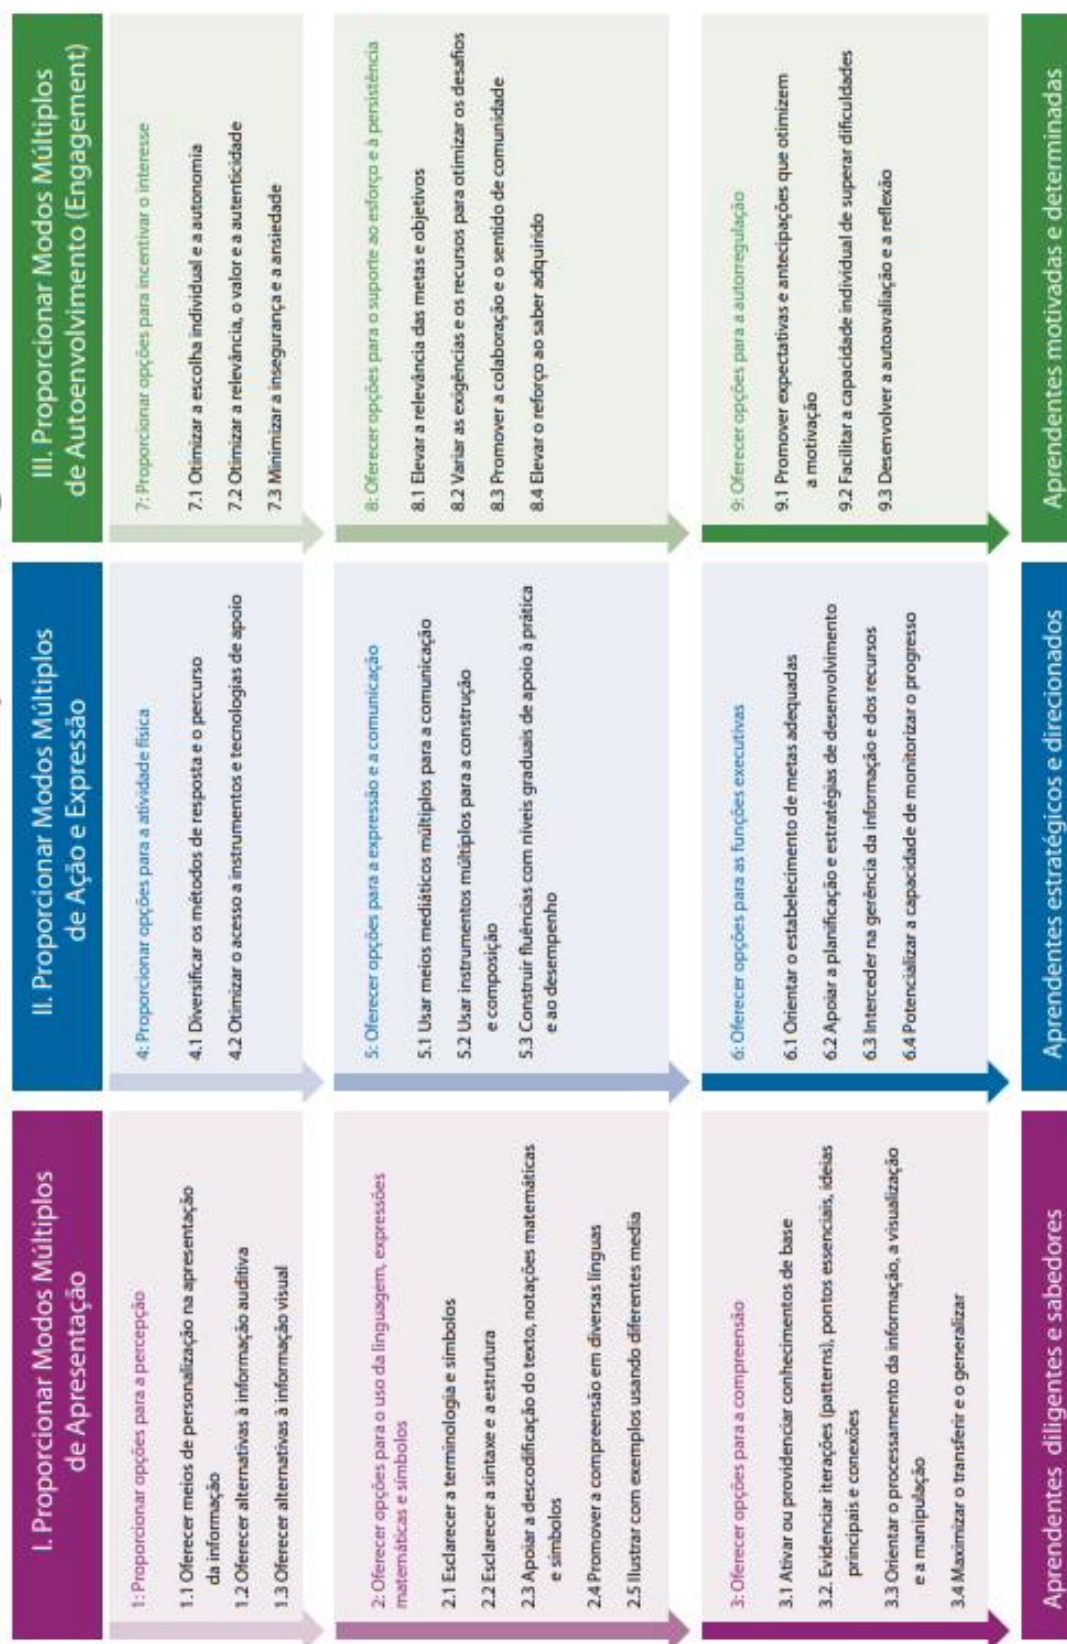 I. Proporcionar Modos Múltiplos
de Apresentação
1: Proporcionar opções para a percepção
1.1 Oferecer meios de personalização na apresentação
da informação
1.2 Oferecer alternativas à informação auditiva
1.3 Oferecer alternativas à informação visual
2: Oferecer opções para o uso da linguagem, expressões
matemáticas e símbolos
2.1 Esclarecer a terminologia e símbolos
2.2 Esclarecer a sintaxe e a estrutura
2.3 Apoiar a descodificação do texto, notações matemáticas
e símbolos
2.4 Promover a compreensão em diversas línguas
2.5 Ilustrar com exemplos usando diferentes media
3: Oferecer opções para a compreensão
3.1 Ativar ou providenciar conhecimentos de base
3.2. Evidenciar iterações (patterns), pontos essenciais, ideias
principais e conexões
3.3 Orientar o processamento da informação, a visualização
e a manipulação
3.4 Maximizar o transferir e o generalizar
Aprendentes diligentes e sabedores
II. Proporcionar Modos Múltiplos
de Ação e Expressão
4: Proporcionar opções para a atividade física
4.1 Diversificar os métodos de resposta e o percurso
4.2 Otimizar o acesso a instrumentos e tecnologias de apoio
5: Oferecer opções para a expressão e a comunicação
5.1 Usar meios mediáticos múltiplos para a comunicação
5.2 Usar instrumentos múltiplos para a construção
e composição
5.3 Construir fluências com níveis graduais de apoio à prática
e ao desempenho
6: Oferecer opções para as funções executivas
6.1 Orientar o estabelecimento de metas adequadas
6.2 Apoiar a planificação e estratégias de desenvolvimento
6.3 Interceder na gerência da informação e dos recursos
6.4 Potencializar a capacidade de monitorizar o progresso
Aprendentes estratégicos e direcionados
III. Proporcionar Modos Múltiplos
de Autoenvolvimento (Engagement)
7: Proporcionar opções para incentivar o interesse
7.1 Otimizar a escolha individual e a autonomia
7.2 Otimizar a relevância, o valor e a autenticidade
7.3 Minimizar a insegurança e a ansiedade
8: Oferecer opções para o suporte ao esforço e à persistência
8.1 Elevar a relevância das metas e objetivos
8.2 Variar as exigências e os recursos para otimizar os desafios
8.3 Promover a colaboração e o sentido de comunidade
8.4 Elevar o reforço ao saber adquirido
9: Oferecer opções para a autorregulação
9.1 Promover expectativas e antecipações que otimizem
a motivação
9.2 Facilitar a capacidade individual de superar dificuldades
9.3 Desenvolver a autoavaliação e a reflexão
Aprendentes motivadas e determinadas